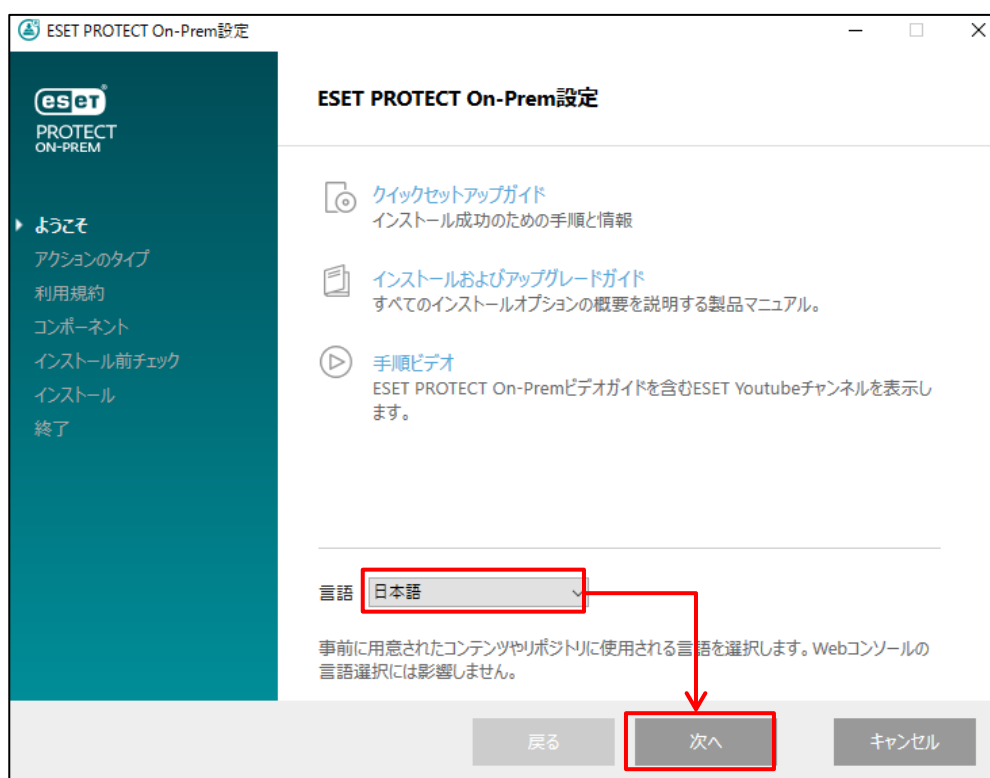 ESET PROTECT On-Prem設定
eset
PROTECT
ON-PREM
ようこそ
アクションのタイプ
利用規約
コンポーネント
インストール前チェック
インストール
終了
ESET PROTECT On-Prem設定
クイックセットアップガイド
インストール成功のための手順と情報
インストールおよびアップグレードガイド
すべてのインストールオプションの概要を説明する製品マニュアル。
手順ビデオ
ESET PROTECT On-Premビデオガイドを含むESET Youtubeチャンネルを表示し
ます。
言語 日本語
事前に用意されたコンテンツやリポジトリに使用される言語を選択します。Webコンソールの
言語選択には影響しません。
戻る 次へ キャンセル